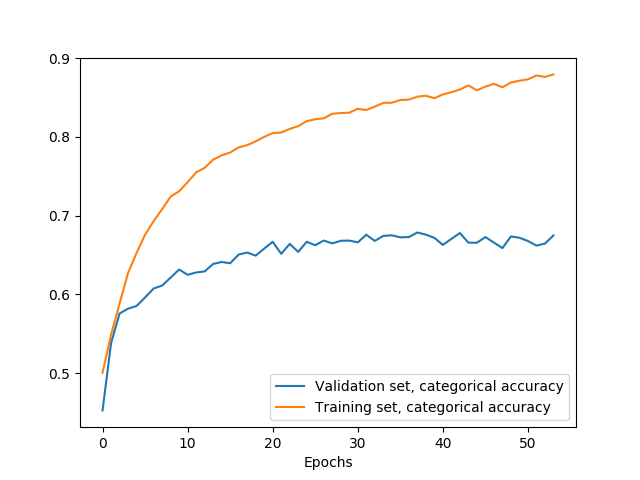 0.9
0.8
0.7
0.6
0.5
Validation set, categorical accuracy
Training set, categorical accuracy
0 10 20 30 40 50
Epochs